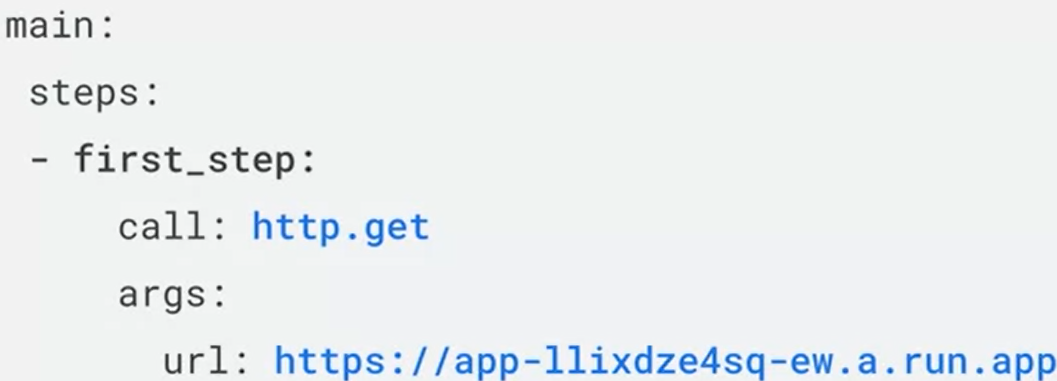 main:
steps:
- first_step:
call: http.get
args:
url: https://app-llixdze4sq-ew.a.run.app